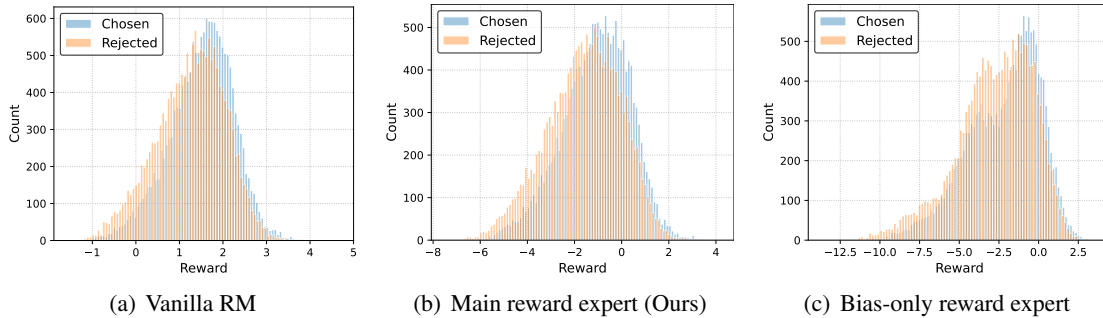 Chosen
Rejected
600
500
400
300
200
100
0
Count
−1 0 1 2 3 4 5
Reward
(a) Vanilla RM
Chosen
Rejected
500
400
300
200
100
0
Count
−8 −6 −4 −2 0 2 4
Reward
(b) Main reward expert (Ours)
Chosen
Rejected
500
400
300
200
100
0
Count
−12.5 −10.0 −7.5 −5.0 −2.5 0.0 2.5
Reward
(c) Bias-only reward expert